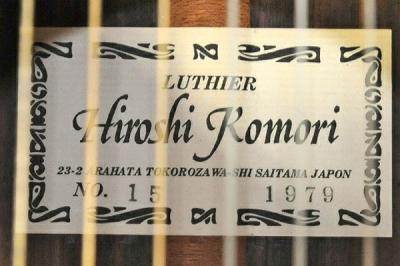 LUTHIER
Hiroshi Komori
23-2 ARAHATA TOKOROZAWA-SHI SAITAMA JAPON
NO. 15 1979